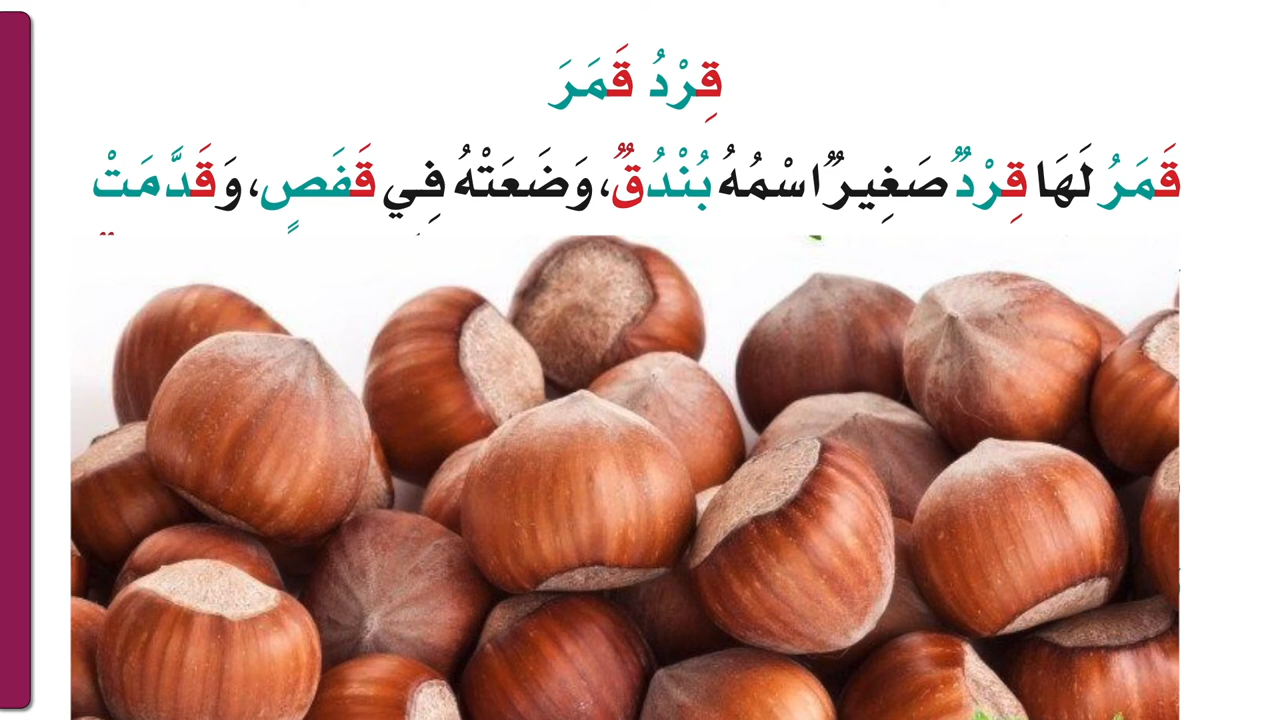 قِرْدُ قَمَرَ
قَمَرُ لَهَا قِرْدٌ صَغِيرٌ اسْمُهُ بُنْدُقٌ، وَضَعَتْهُ فِي قَفَصٍ، وَقَدَّمَتْ